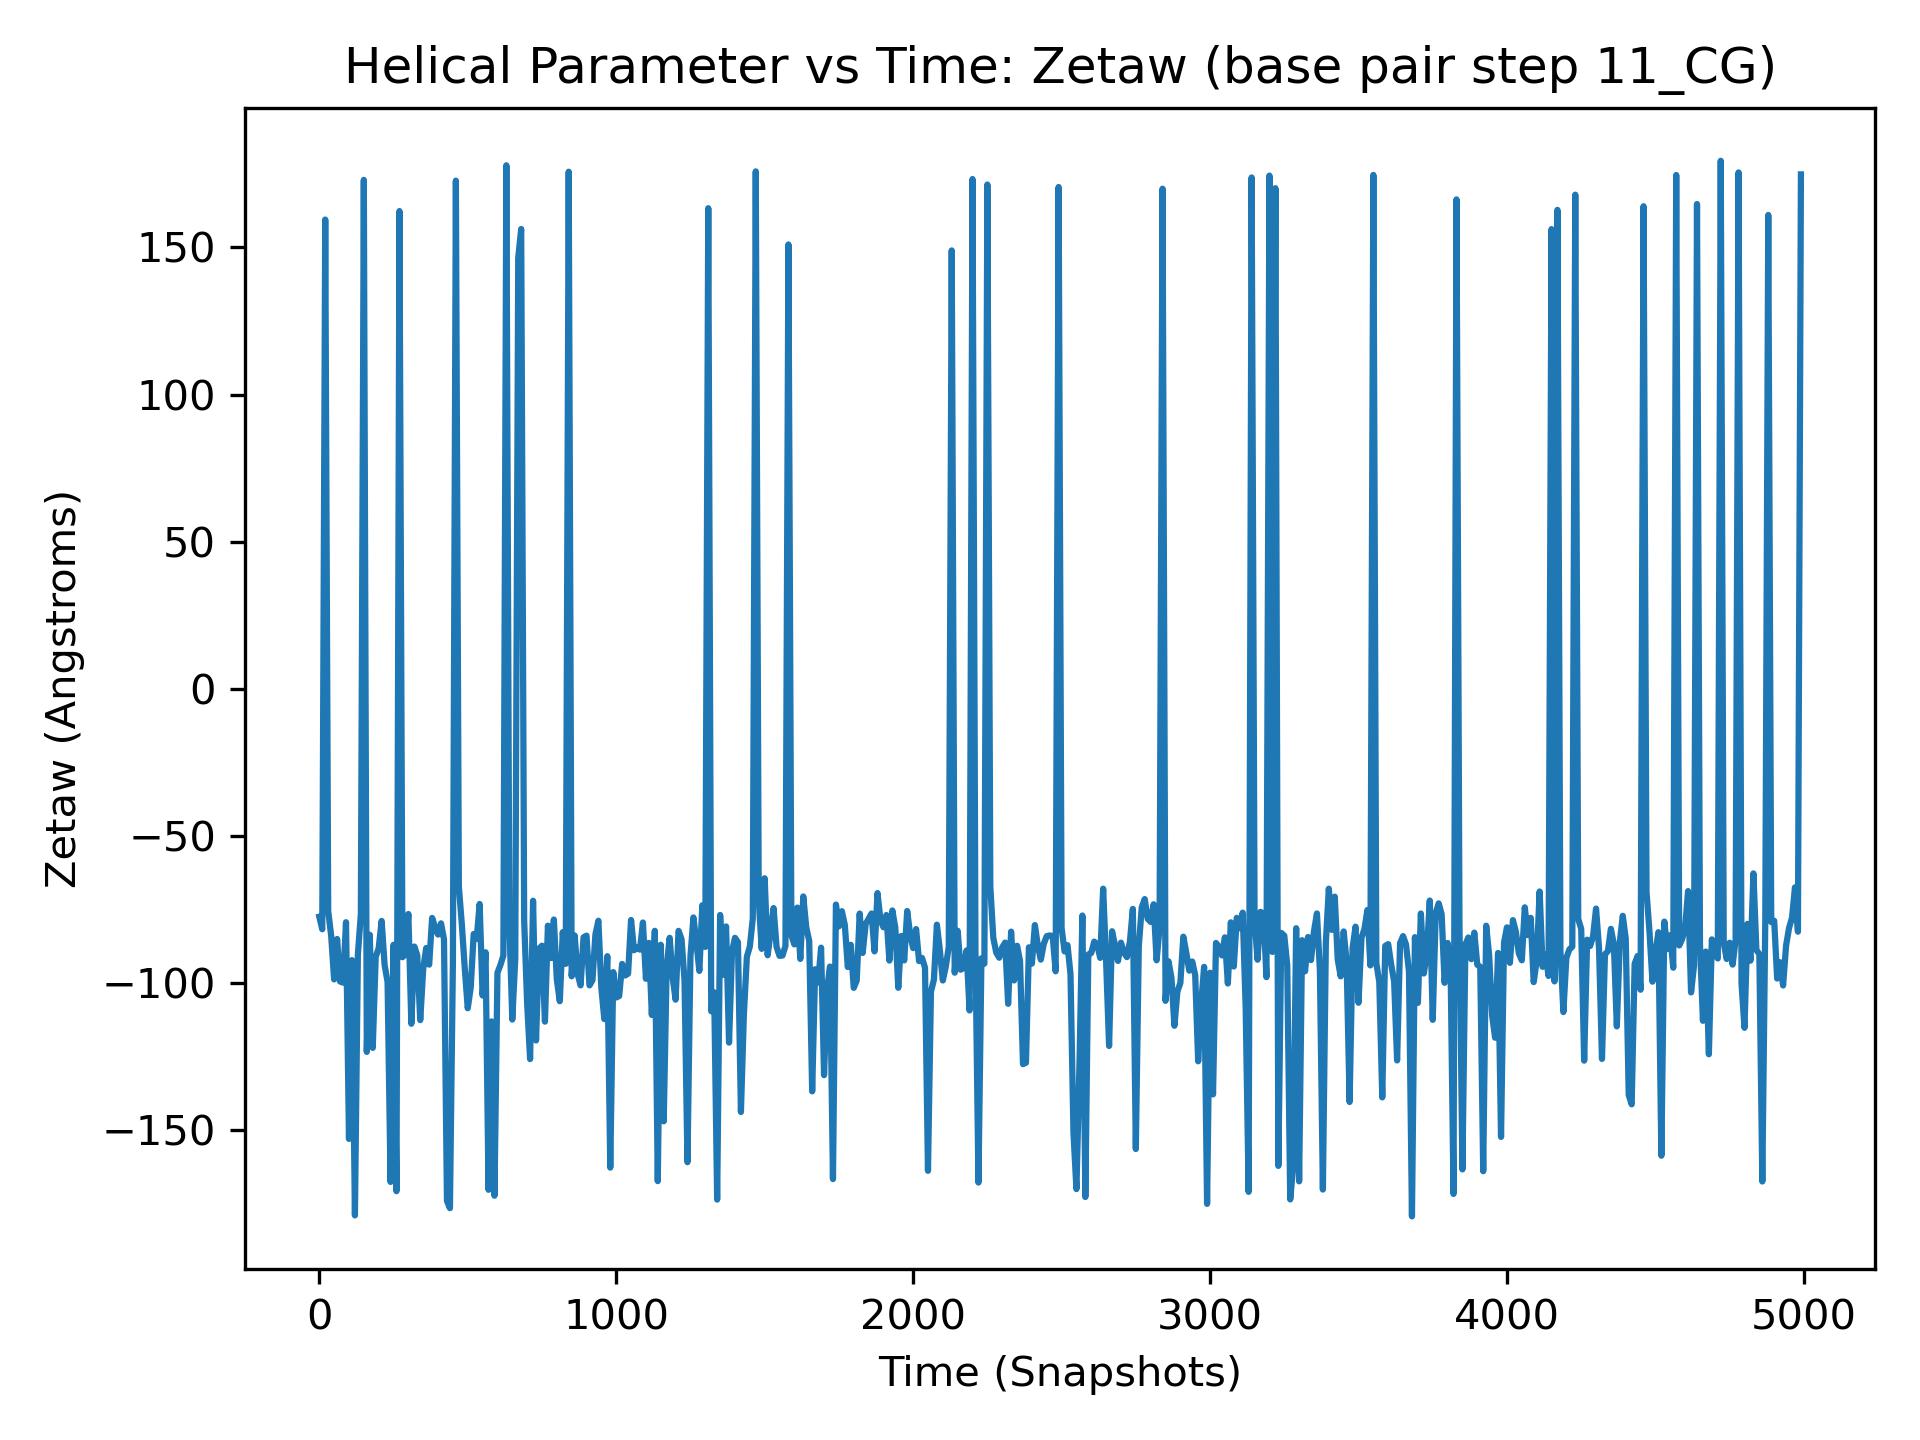 Helical Parameter vs Time: Zetaw (base pair step 11_CG)
150
100
50
0
−50
−100
−150
Zetaw (Angstroms)
0 1000 2000 3000 4000 5000
Time (Snapshots)